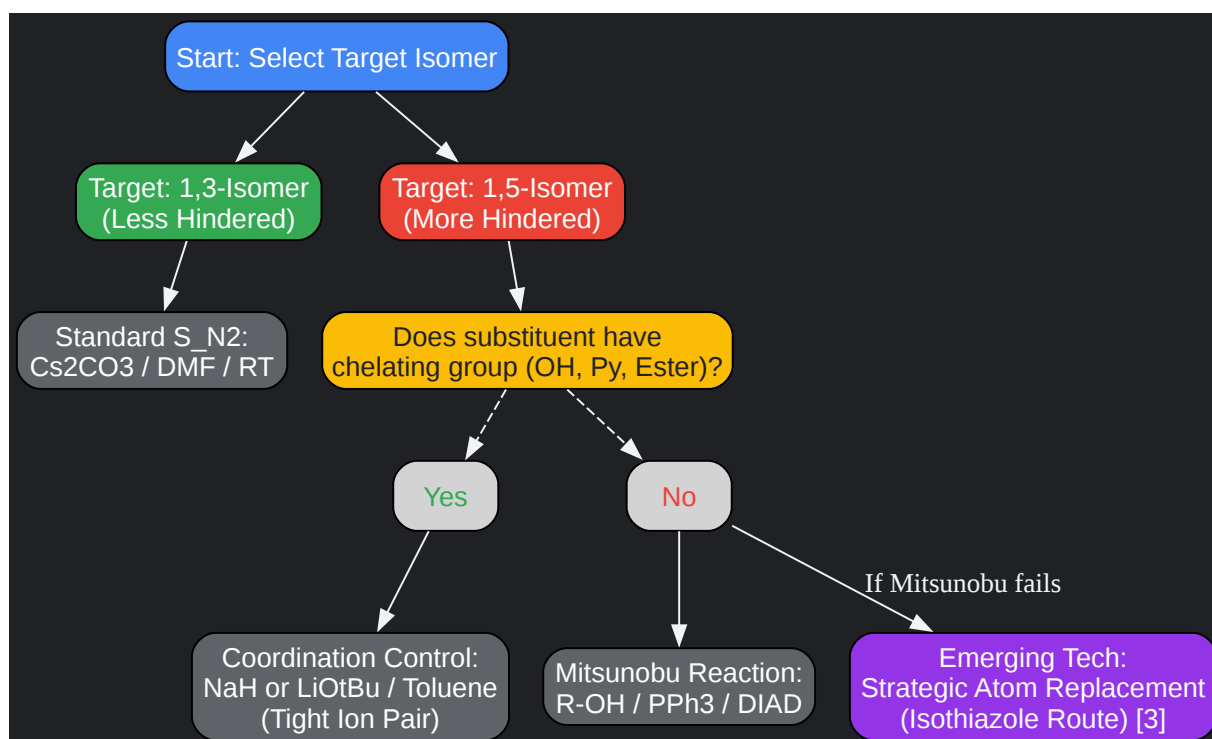 Start: Select Target Isomer
Target: 1,3-Isomer
(Less Hindered)
Target: 1,5-Isomer
(More Hindered)
Standard S_N2:
Cs2CO3 / DMF / RT
Does substituent have
chelating group (OH, Py, Ester)?
Yes
No
If Mitsunobu fails
Coordination Control:
NaH or LiOtBu / Toluene
(Tight Ion Pair)
Mitsunobu Reaction:
R-OH / PPh3 / DIAD
Emerging Tech:
Strategic Atom Replacement
(Isothiazole Route) [3]